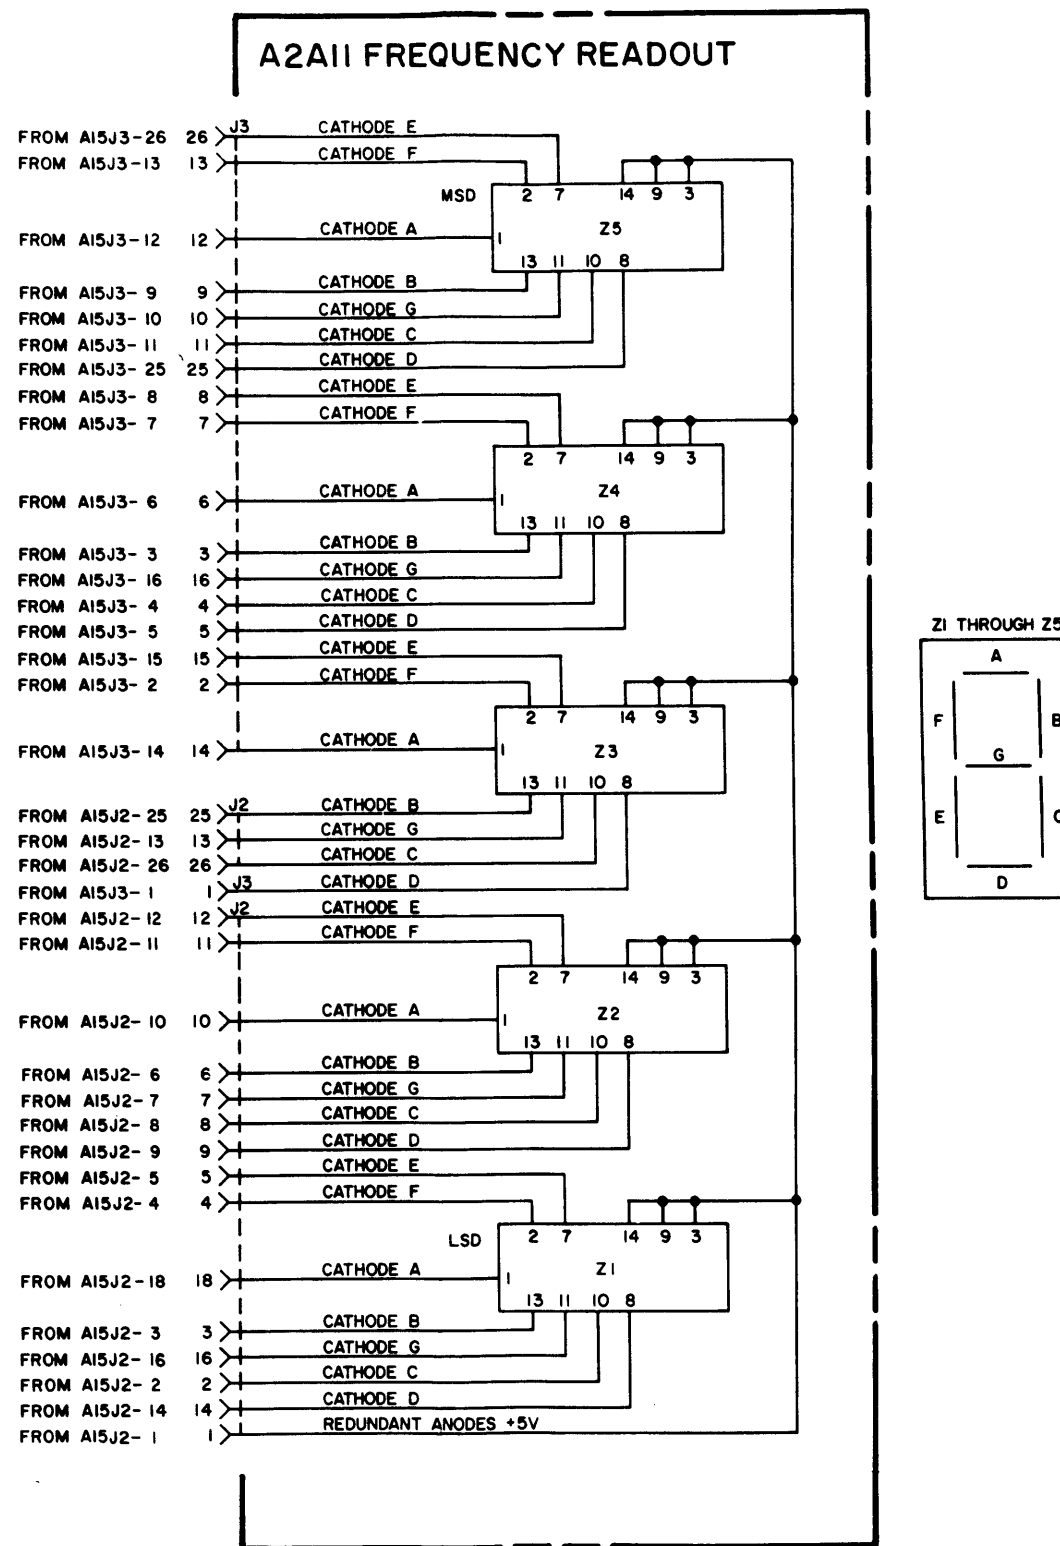 A2A11 FREQUENCY READOUT
FROM A15J3-26 26 J3 CATHODE E
FROM A15J3-13 13 CATHODE F
MSD 2 7 14 9 3
FROM A15J3-12 12 CATHODE A 1 Z5
13 11 10 8
FROM A15J3-9 9 CATHODE B
FROM A15J3-10 10 CATHODE G
FROM A15J3-11 11 CATHODE C
FROM A15J3-25 25 CATHODE D
FROM A15J3-8 8 CATHODE E
FROM A15J3-7 7 CATHODE F
2 7 14 9 3
FROM A15J3-6 6 CATHODE A 1 Z4
13 11 10 8
FROM A15J3-3 3 CATHODE B
FROM A15J3-16 16 CATHODE G
FROM A15J3-4 4 CATHODE C
FROM A15J3-5 5 CATHODE D
FROM A15J3-15 15 CATHODE E
FROM A15J3-2 2 CATHODE F
2 7 14 9 3
FROM A15J3-14 14 CATHODE A 1 Z3
13 11 10 8
FROM A15J2-25 25 J2 CATHODE B
FROM A15J2-13 13 CATHODE G
FROM A15J2-26 26 CATHODE C
FROM A15J3-1 1 J3 CATHODE D
FROM A15J2-12 12 J2 CATHODE E
FROM A15J2-11 11 CATHODE F
2 7 14 9 3
FROM A15J2-10 10 CATHODE A 1 Z2
13 11 10 8
FROM A15J2-6 6 CATHODE B
FROM A15J2-7 7 CATHODE G
FROM A15J2-8 8 CATHODE C
FROM A15J2-9 9 CATHODE D
FROM A15J2-5 5 CATHODE E
FROM A15J2-4 4 CATHODE F
LSD 2 7 14 9 3
FROM A15J2-18 18 CATHODE A 1 Z1
13 11 10 8
FROM A15J2-3 3 CATHODE B
FROM A15J2-16 16 CATHODE G
FROM A15J2-2 2 CATHODE C
FROM A15J2-14 14 CATHODE D
FROM A15J2-1 1 REDUNDANT ANODES +5V
Z1 THROUGH Z5
A
F B
G
E C
D